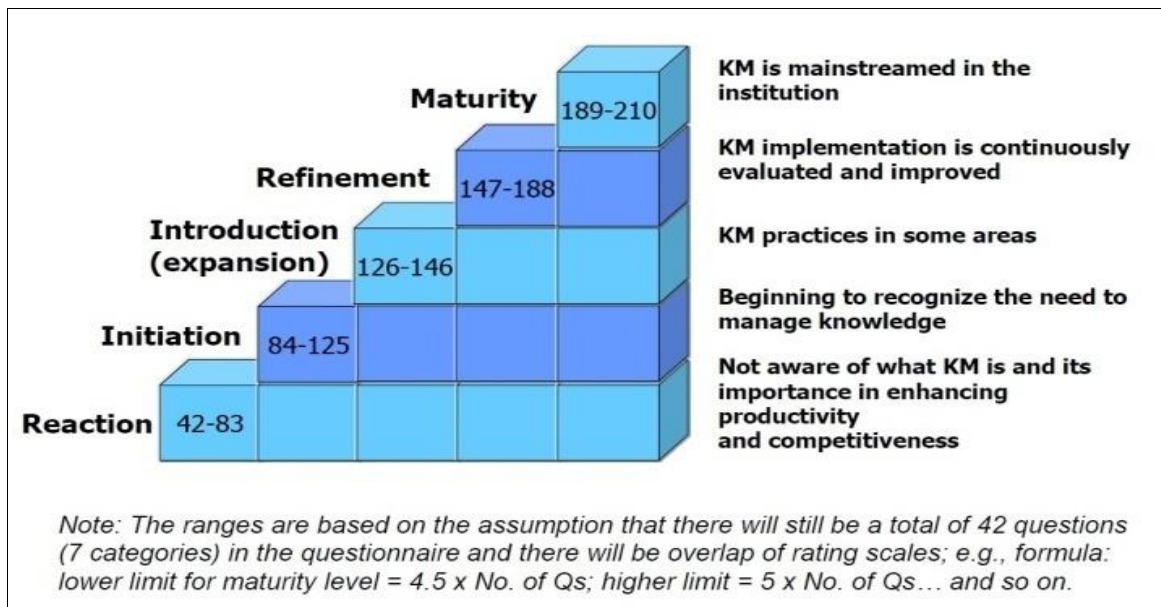 Maturity
189-210
KM is mainstreamed in the
institution
Refinement
147-188
KM implementation is continuously
evaluated and improved
Introduction
(expansion)
126-146
KM practices in some areas
Initiation
84-125
Beginning to recognize the need to
manage knowledge
Reaction
42-83
Not aware of what KM is and its
importance in enhancing
productivity
and competitiveness
Note: The ranges are based on the assumption that there will still be a total of 42 questions
(7 categories) in the questionnaire and there will be overlap of rating scales; e.g., formula:
lower limit for maturity level = 4.5 x No. of Qs; higher limit = 5 x No. of Qs… and so on.